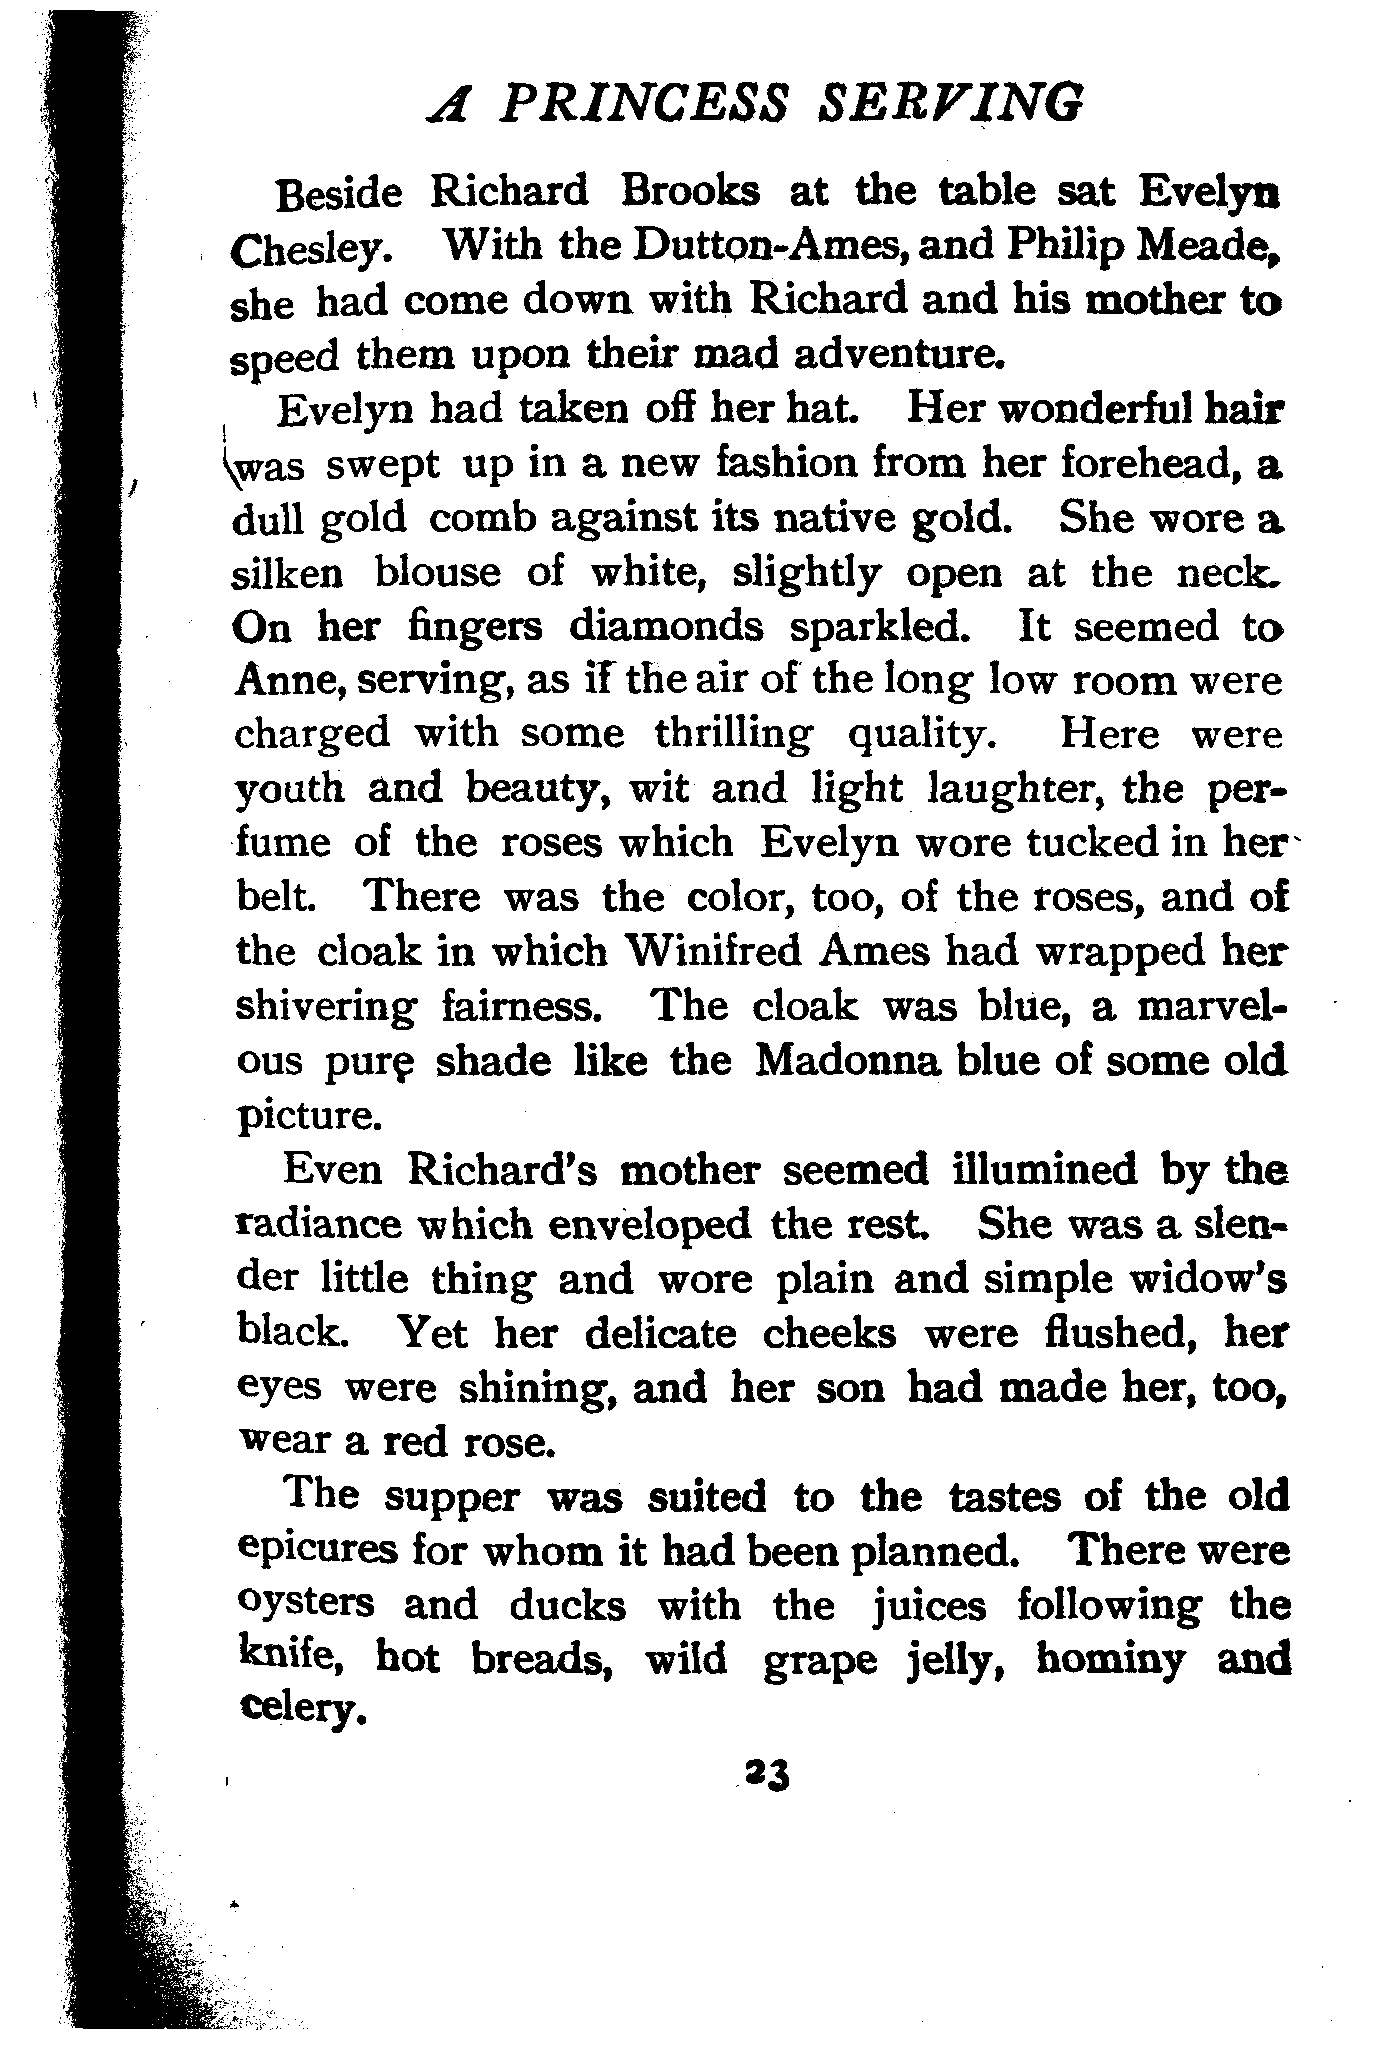 A PRINCESS SERVING
Beside Richard Brooks at the table sat Evelyn
Chesley. With the Dutton-Ames, and Philip Meade,
she had come down with Richard and his mother to
speed them upon their mad adventure.
Evelyn had taken off her hat. Her wonderful hair
was swept up in a new fashion from her forehead, a
dull gold comb against its native gold. She wore a
silken blouse of white, slightly open at the neck.
On her fingers diamonds sparkled. It seemed to
Anne, serving, as if the air of the long low room were
charged with some thrilling quality. Here were
youth and beauty, wit and light laughter, the per-
fume of the roses which Evelyn wore tucked in her
belt. There was the color, too, of the roses, and of
the cloak in which Winifred Ames had wrapped her
shivering fairness. The cloak was blue, a marvel-
ous pure shade like the Madonna blue of some old
picture.
Even Richard's mother seemed illumined by the
radiance which enveloped the rest. She was a slen-
der little thing and wore plain and simple widow's
black. Yet her delicate cheeks were flushed, her
eyes were shining, and her son had made her, too,
wear a red rose.
The supper was suited to the tastes of the old
epicures for whom it had been planned. There were
oysters and ducks with the juices following the
knife, hot breads, wild grape jelly, hominy and
celery.
23